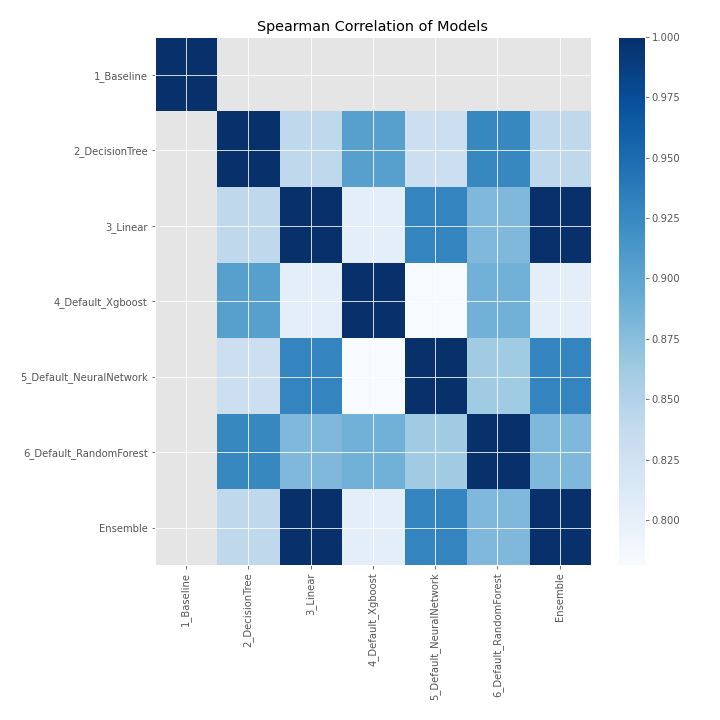 Spearman Correlation of Models
1_Baseline
2_DecisionTree
3_Linear
4_Default_Xgboost
5_Default_NeuralNetwork
6_Default_RandomForest
Ensemble
1_Baseline
2_DecisionTree
3_Linear
4_Default_Xgboost
5_Default_NeuralNetwork
6_Default_RandomForest
Ensemble
1.000
0.975
0.950
0.925
0.900
0.875
0.850
0.825
0.800